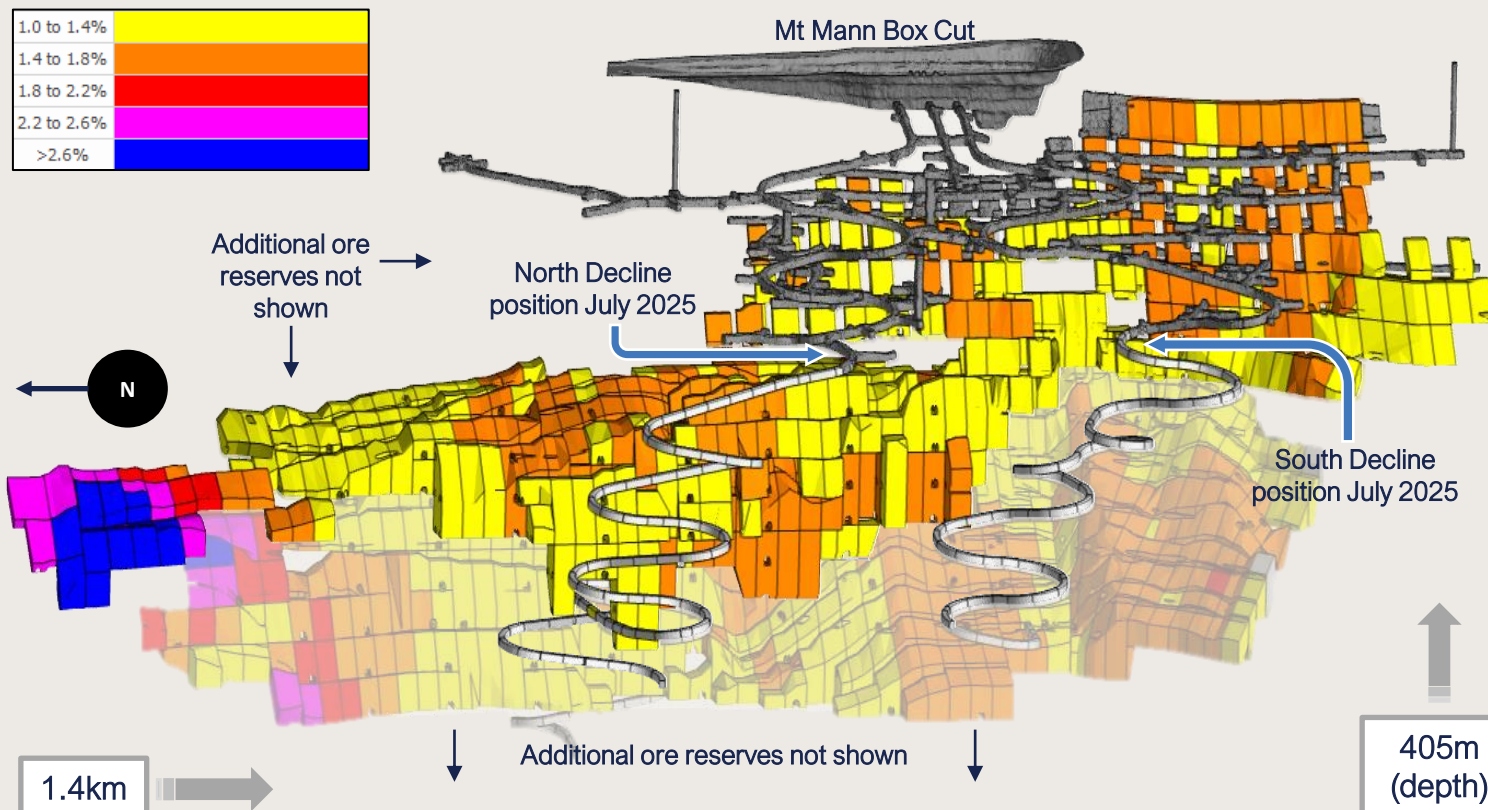 1.0 to 1.4%
1.4 to 1.8%
1.8 to 2.2%
2.2 to 2.6%
>2.6%
Mt Mann Box Cut
Additional ore
reserves not
shown
North Decline
position July 2025
N
South Decline
position July 2025
Additional ore reserves not shown
1.4km
405m
(depth)